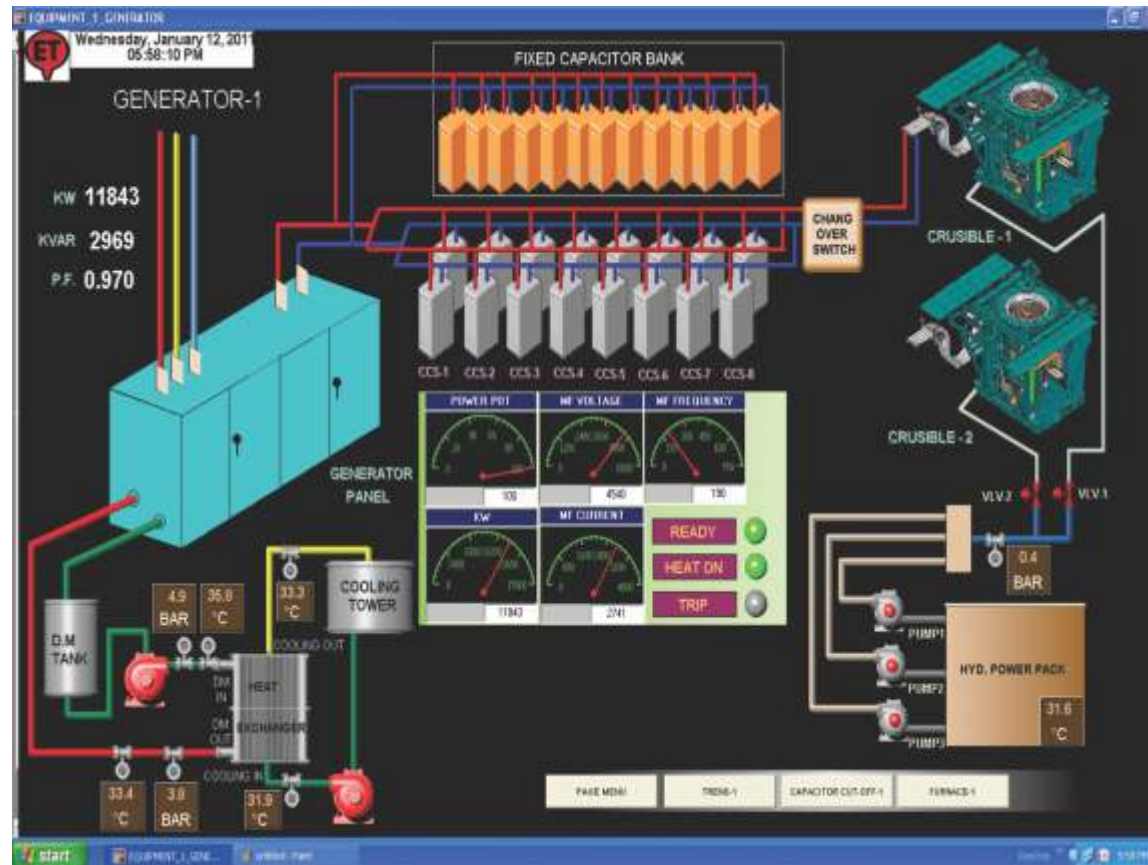 EQUIPMENT_1_GENERATOR
ET
Wednesday, January 12, 2011
05:58:10 PM
GENERATOR-1
KW 11843
KVAR 2969
P.F. 0.970
FIXED CAPACITOR BANK
CHANG
OVER
SWITCH
CRUSIBLE -1
CCS-1 CCS-2 CCS-3 CCS-4 CCS-5 CCS-6 CCS-7 CCS-8
CRUSIBLE -2
GENERATOR
PANEL
POWER POT MF VOLTAGE MF FREQUENCY
4540
KW MF CURRENT
11843 2741
READY
HEAT ON
TRIP
VLV-2 VLV-1
0.4
BAR
D.M
TANK
4.9
BAR
35.8
°C
33.3
°C
COOLING
TOWER
COOLING OUT
DM
IN
HEAT
EXCHANGER
DM
OUT
COOLING IN
33.4
°C
3.8
BAR
31.9
°C
PUMP1
PUMP2
PUMP3
HYD. POWER PACK
31.6
°C
PAGE MENU CAPACITOR CUT-OFF-1 FURNACE-1
start EQUIPMENT_1_GENE... untitled - Paint